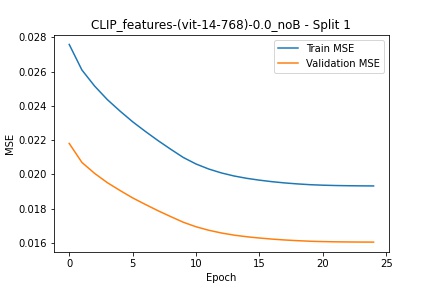 CLIP_features-(vit-14-768)-0.0_noB - Split 1
Train MSE
Validation MSE
MSE
0.028
0.026
0.024
0.022
0.020
0.018
0.016
0 5 10 15 20 25
Epoch